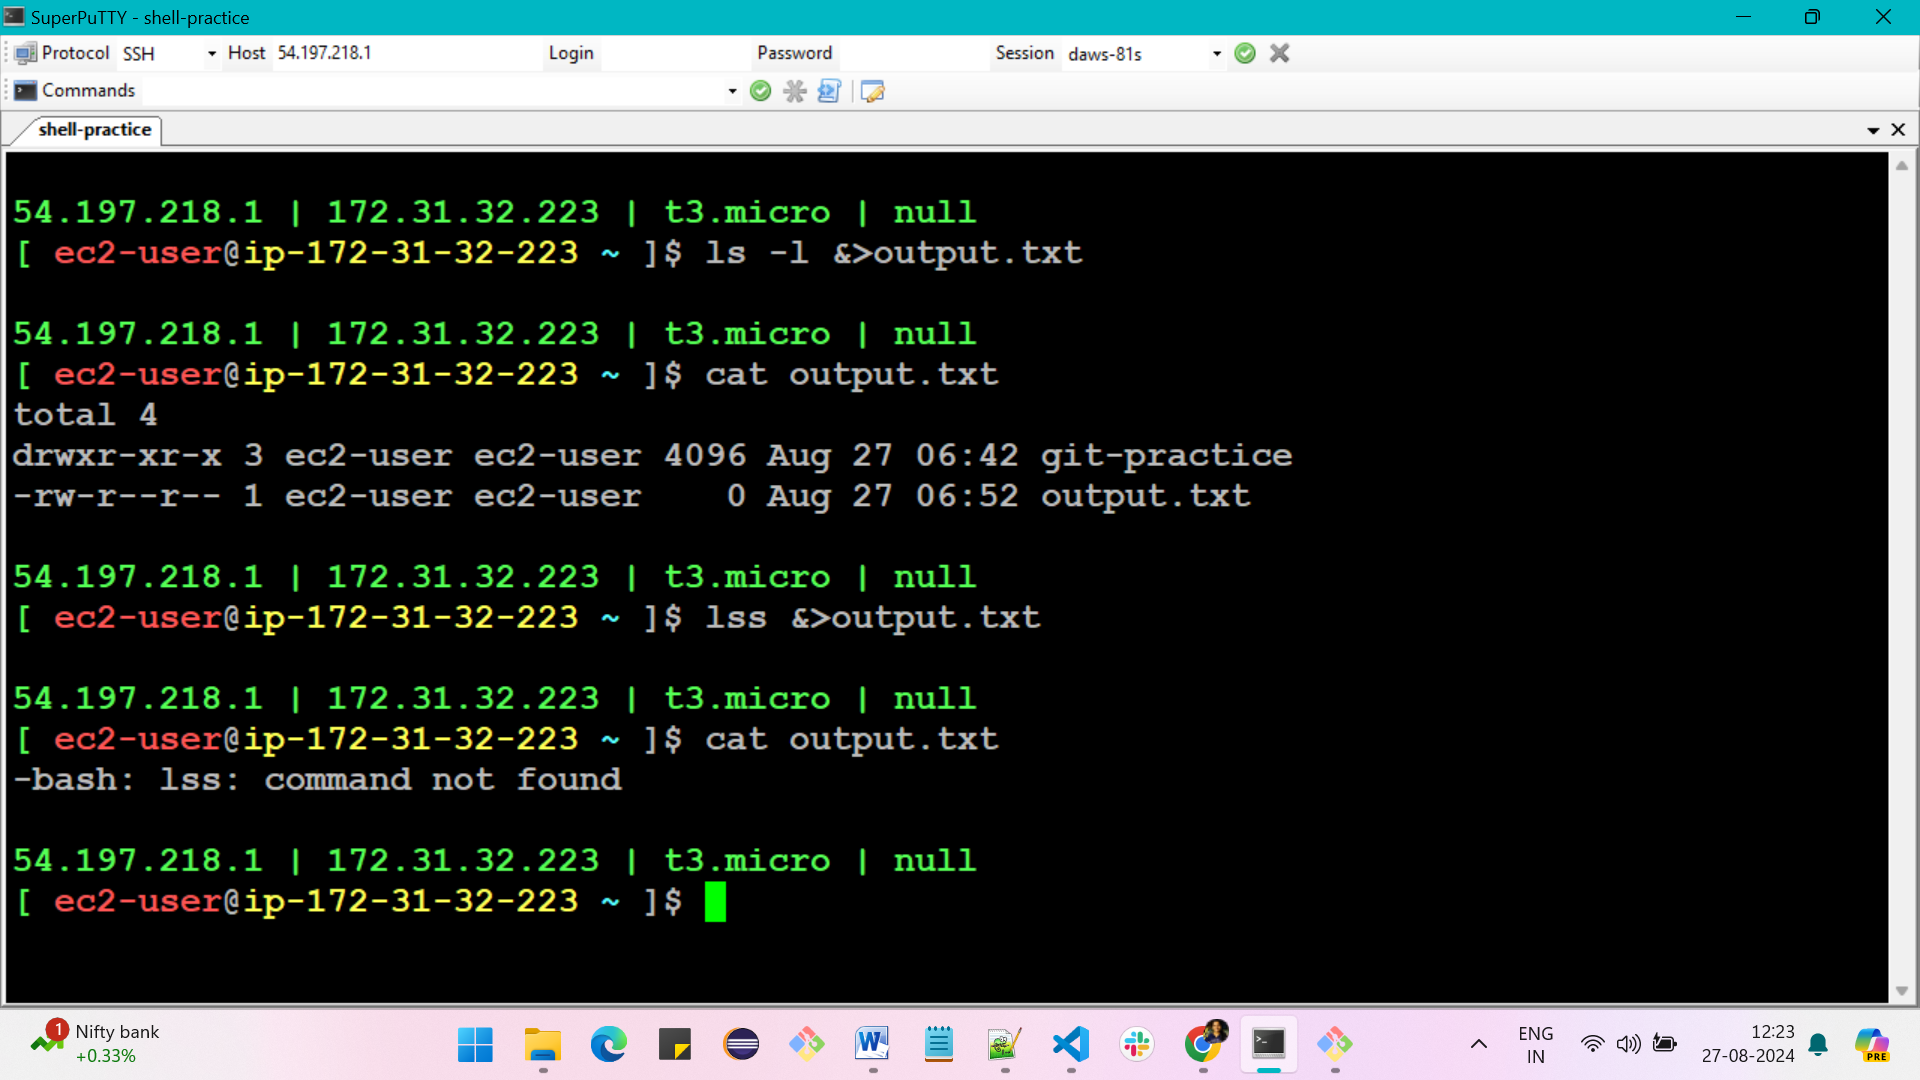 SuperPuTTY - shell-practice
Protocol SSH Host 54.197.218.1 Login Password Session daws-81s
Commands
shell-practice
54.197.218.1 | 172.31.32.223 | t3.micro | null
[ ec2-user@ip-172-31-32-223 ~ ]$ ls -l &>output.txt
54.197.218.1 | 172.31.32.223 | t3.micro | null
[ ec2-user@ip-172-31-32-223 ~ ]$ cat output.txt
total 4
drwxr-xr-x 3 ec2-user ec2-user 4096 Aug 27 06:42 git-practice
-rw-r--r-- 1 ec2-user ec2-user    0 Aug 27 06:52 output.txt
54.197.218.1 | 172.31.32.223 | t3.micro | null
[ ec2-user@ip-172-31-32-223 ~ ]$ lss &>output.txt
54.197.218.1 | 172.31.32.223 | t3.micro | null
[ ec2-user@ip-172-31-32-223 ~ ]$ cat output.txt
-bash: lss: command not found
54.197.218.1 | 172.31.32.223 | t3.micro | null
[ ec2-user@ip-172-31-32-223 ~ ]$
1 Nifty bank
+0.33%
ENG
IN
12:23
27-08-2024
PRE